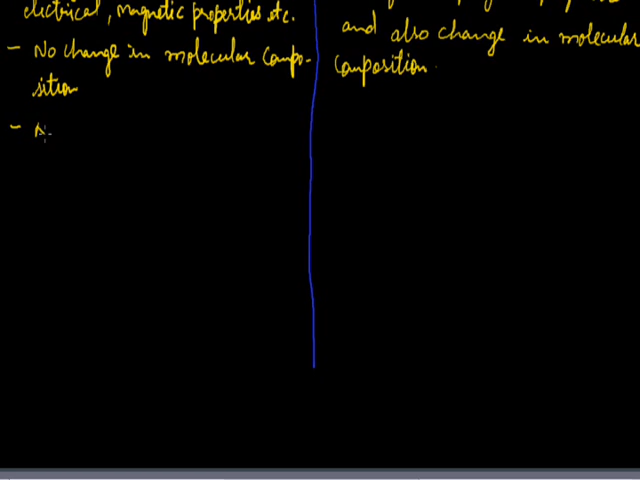 electrical, magnetic properties etc.
- No change in molecular compo-
sition
-
and also change in molecular
composition.